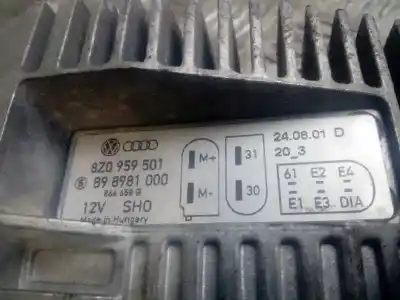 8Z0 959 501
89 8981 000
12V SHO
Made in Hungary
M+
M-
31
30
24.08.01 D
20_3
61 E2 E4
E1 E3 DIA